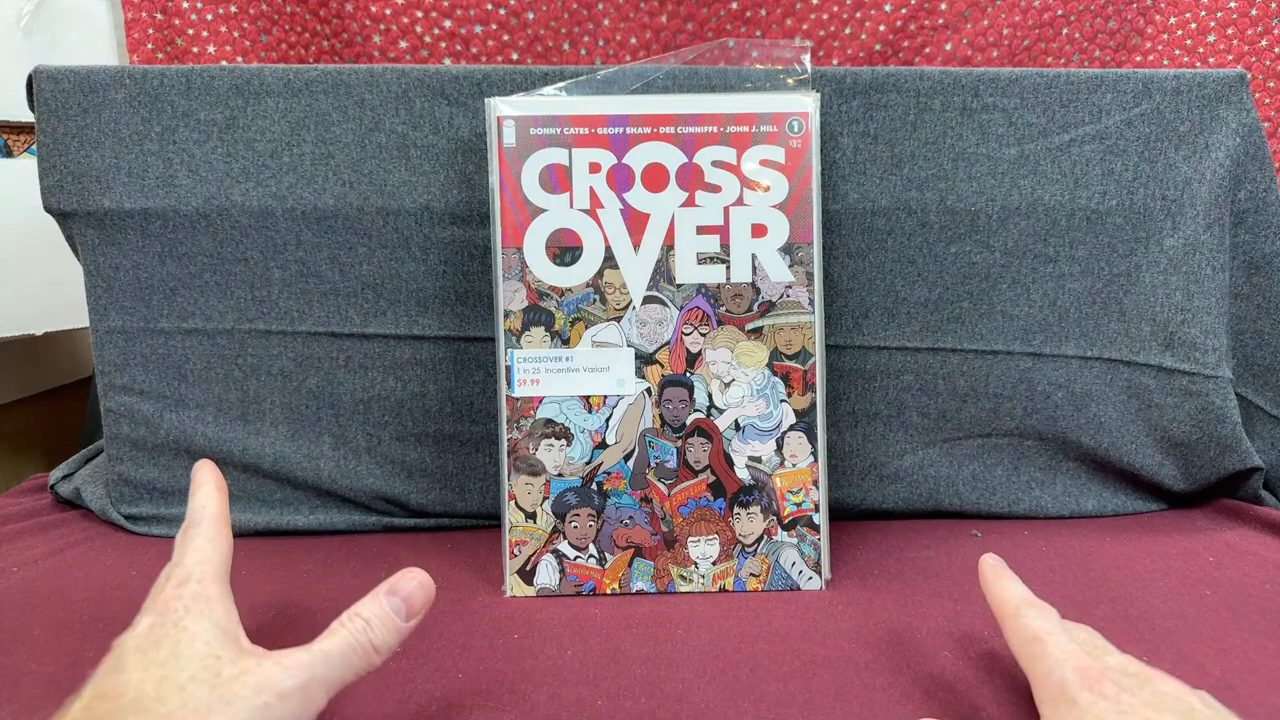 DONNY CATES • GEOFF SHAW • DEE CUNNIFFE • JOHN J. HILL
1
CROSS
OVER
CROSSOVER #1
1 in 25 Incentive Variant
$9.99